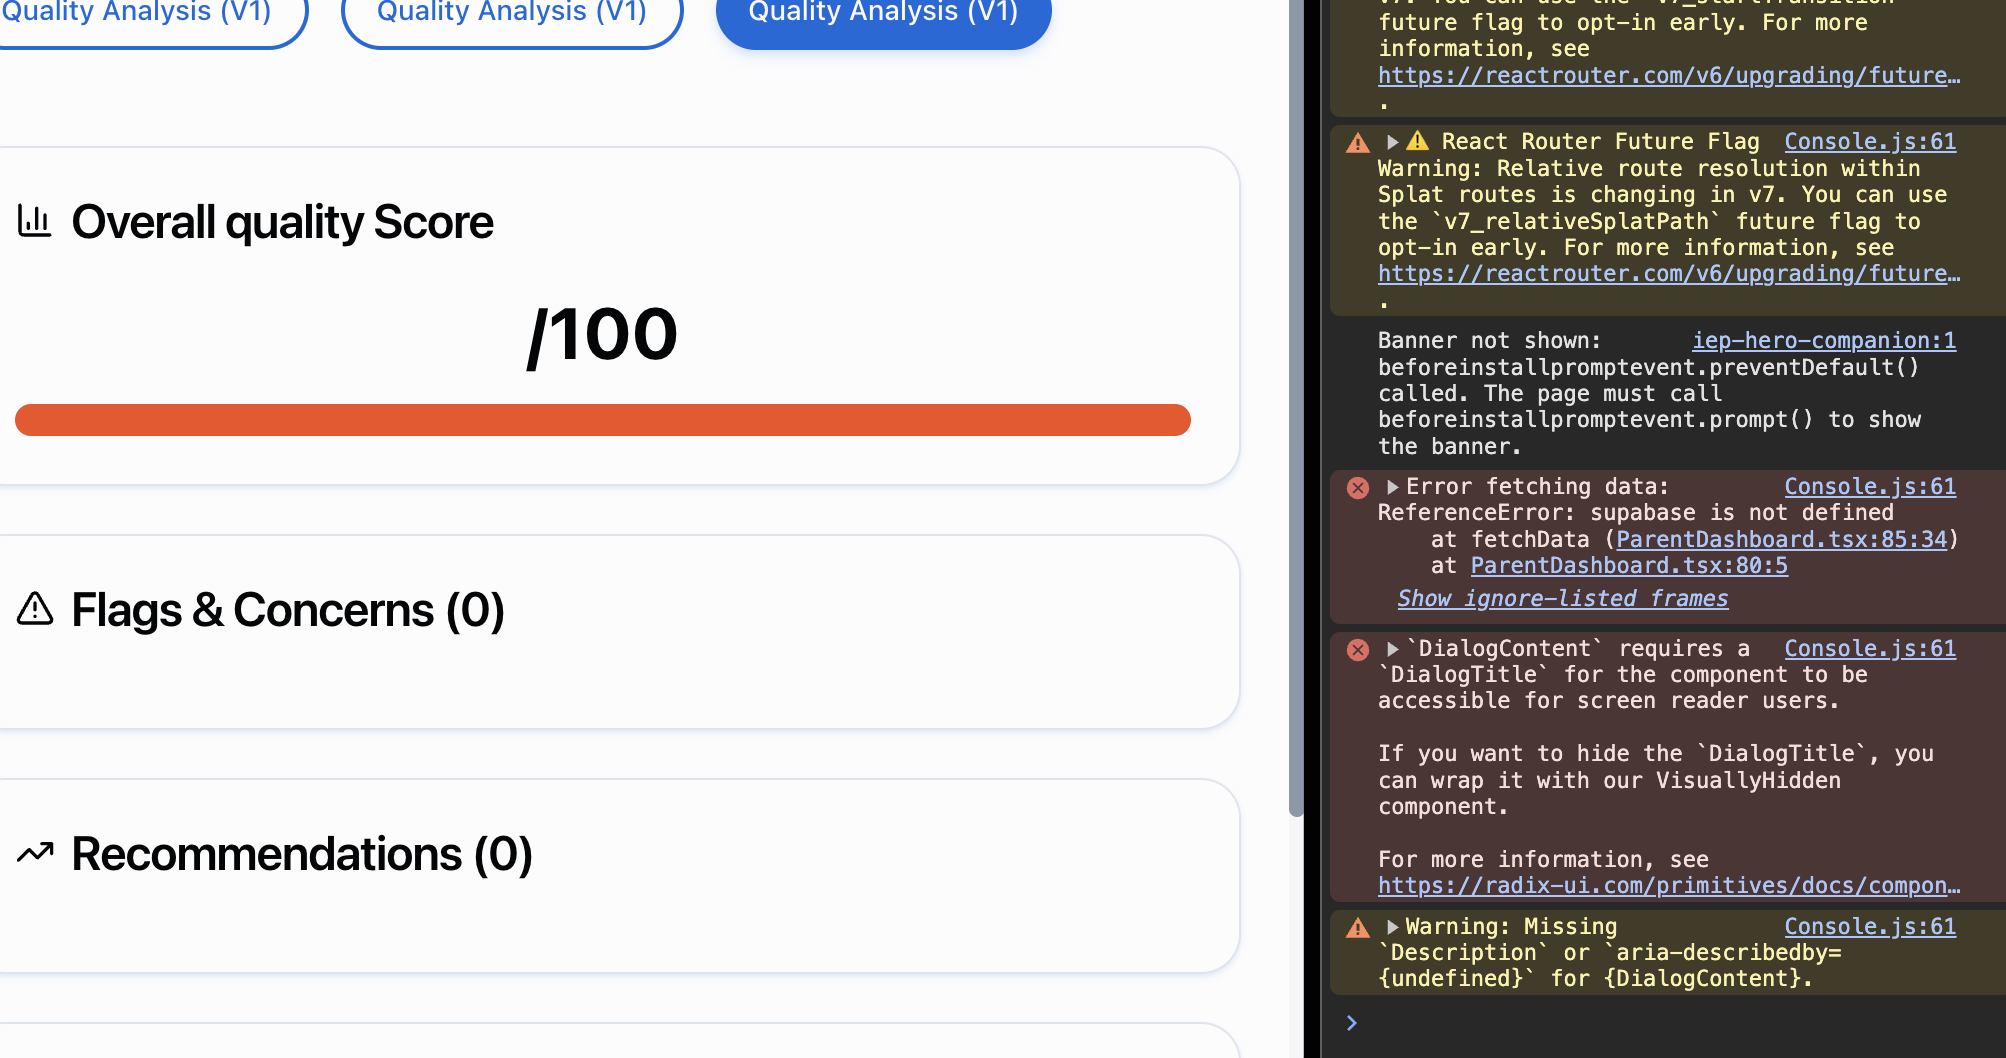 Quality Analysis (V1)
Quality Analysis (V1)
Quality Analysis (V1)
Overall quality Score
/100
Flags & Concerns (0)
Recommendations (0)
future flag to opt-in early. For more
information, see
https://reactrouter.com/v6/upgrading/future…
.
⚠️ React Router Future Flag Console.js:61
Warning: Relative route resolution within
Splat routes is changing in v7. You can use
the `v7_relativeSplatPath` future flag to
opt-in early. For more information, see
https://reactrouter.com/v6/upgrading/future…
.
Banner not shown: iep-hero-companion:1
beforeinstallpromptevent.preventDefault()
called. The page must call
beforeinstallpromptevent.prompt() to show
the banner.
Error fetching data: Console.js:61
ReferenceError: supabase is not defined
at fetchData (ParentDashboard.tsx:85:34)
at ParentDashboard.tsx:80:5
Show ignore-listed frames
`DialogContent` requires a Console.js:61
`DialogTitle` for the component to be
accessible for screen reader users.
If you want to hide the `DialogTitle`, you
can wrap it with our VisuallyHidden
component.
For more information, see
https://radix-ui.com/primitives/docs/compon…
Warning: Missing Console.js:61
`Description` or `aria-describedby=
{undefined}` for {DialogContent}.